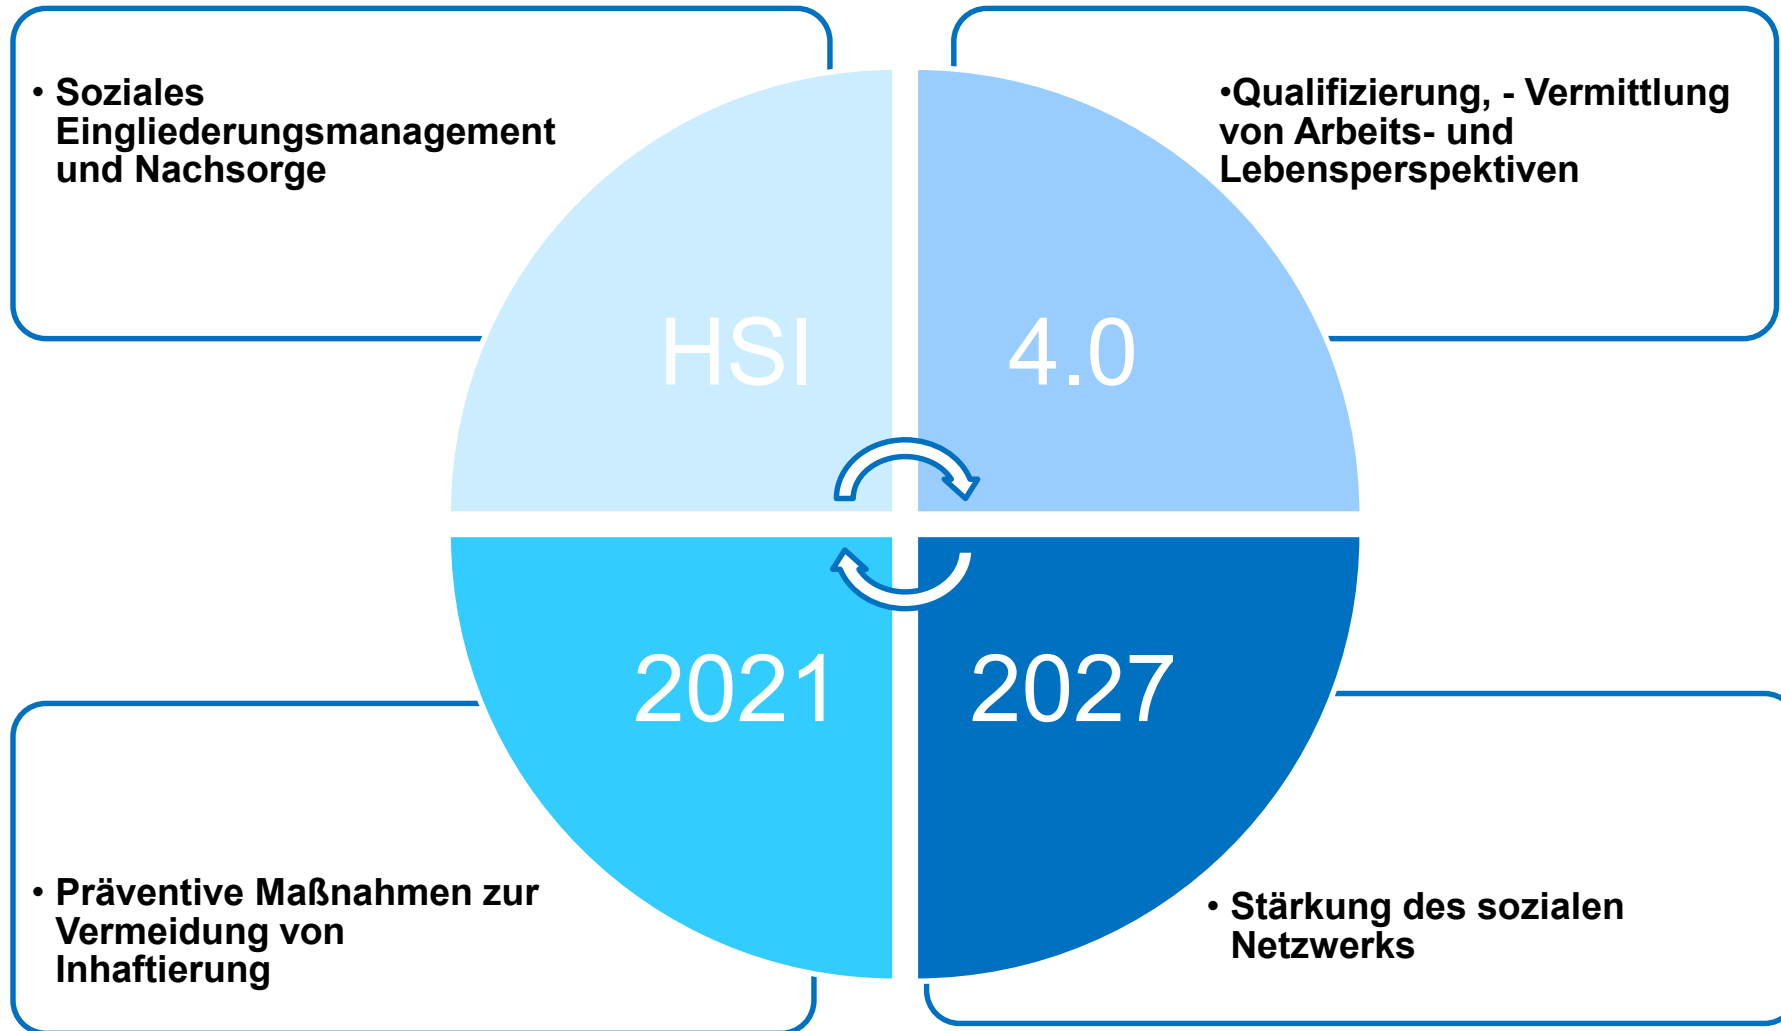 • Soziales
Eingliederungsmanagement
und Nachsorge
•Qualifizierung, - Vermittlung
von Arbeits- und
Lebensperspektiven
HSI
4.0
2021
2027
• Präventive Maßnahmen zur
Vermeidung von
Inhaftierung
• Stärkung des sozialen
Netzwerks